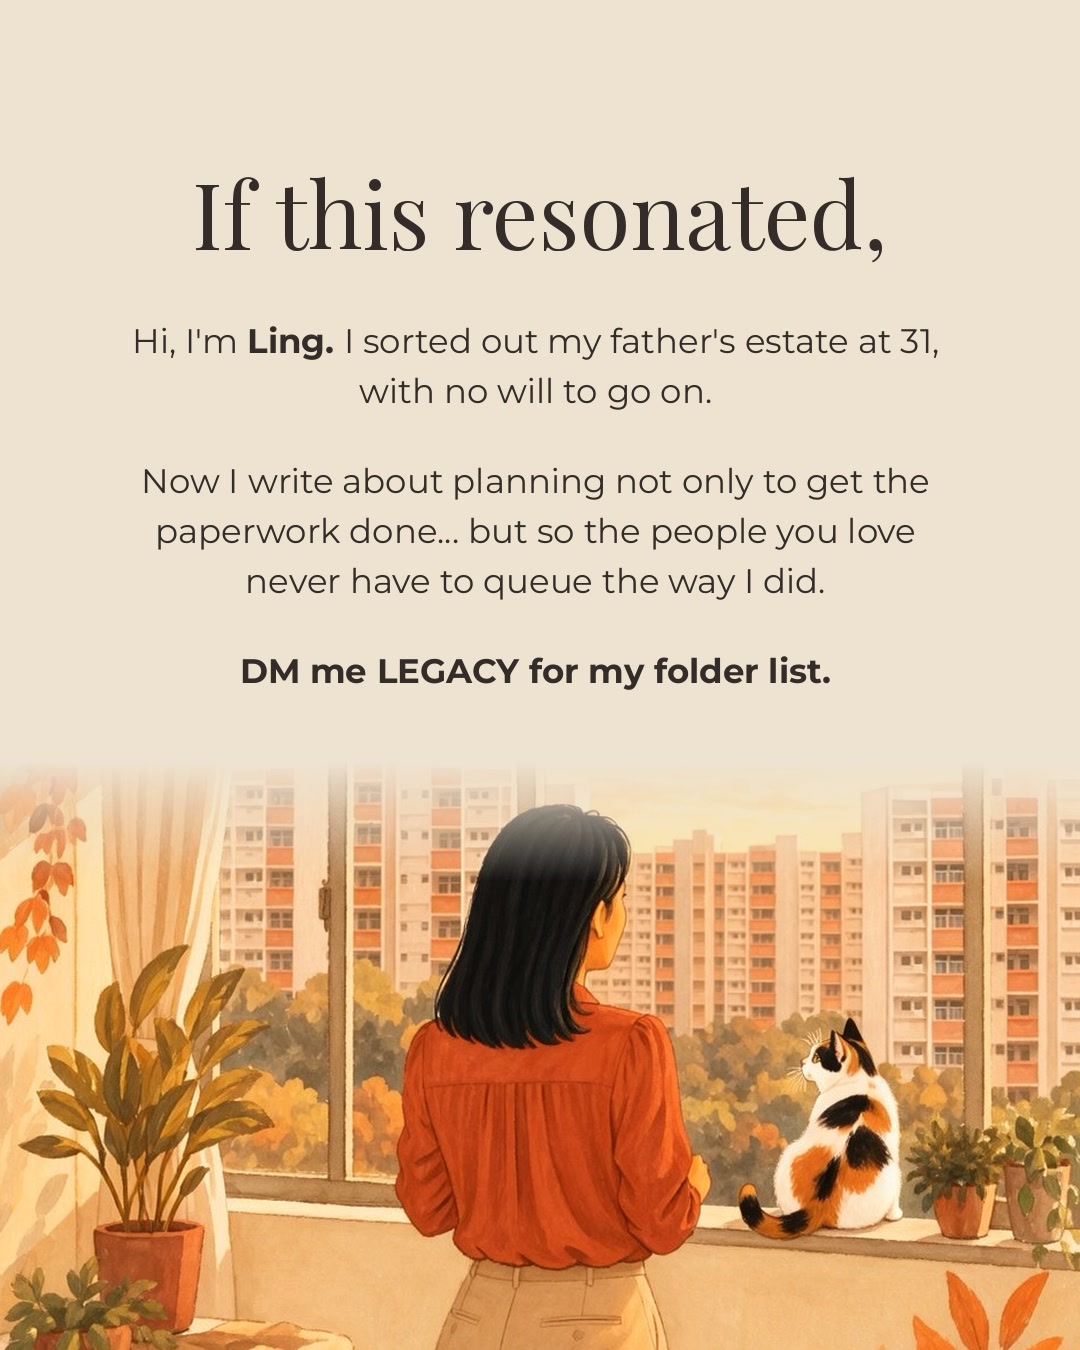 If this resonated,
Hi, I'm Ling. I sorted out my father's estate at 31,
with no will to go on.
Now I write about planning not only to get the
paperwork done... but so the people you love
never have to queue the way I did.
DM me LEGACY for my folder list.